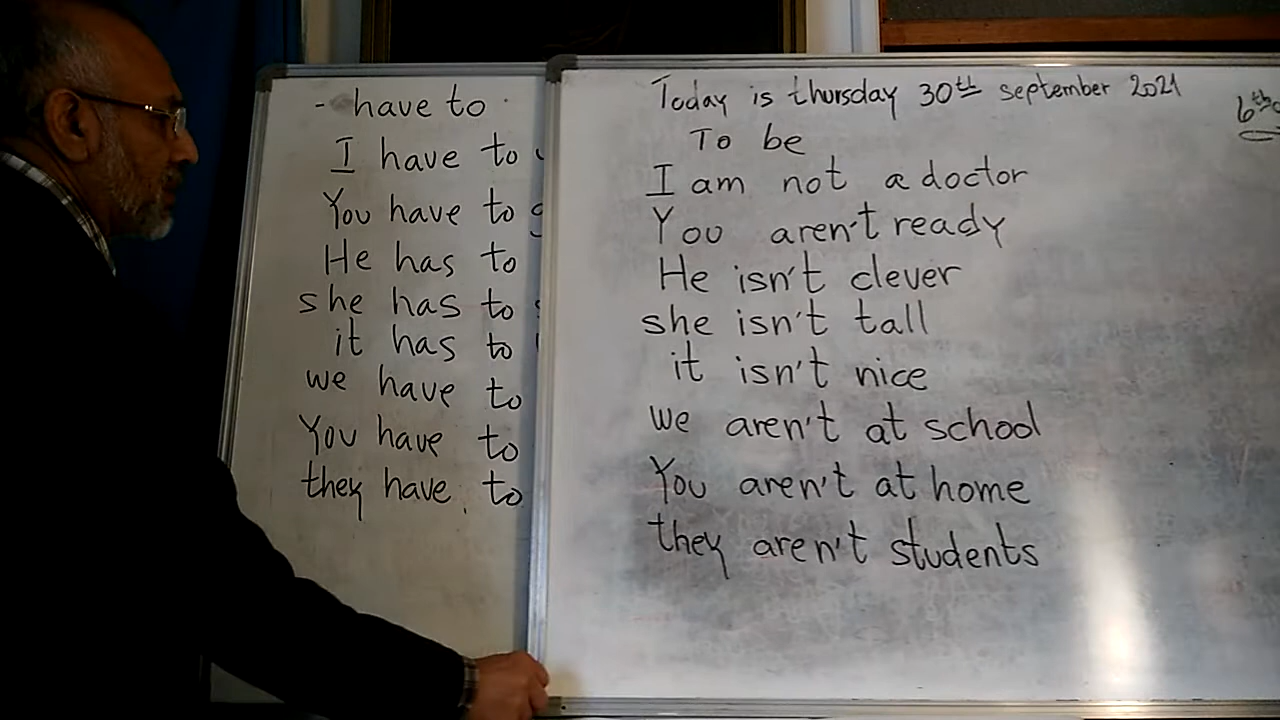 - have to
I have to
You have to
He has to
she has to
it has to
we have to
You have to
they have to
Today is thursday 30th september 2021
6th
To be
I am not a doctor
You aren't ready
He isn't clever
she isn't tall
it isn't nice
we aren't at school
You aren't at home
they aren't students